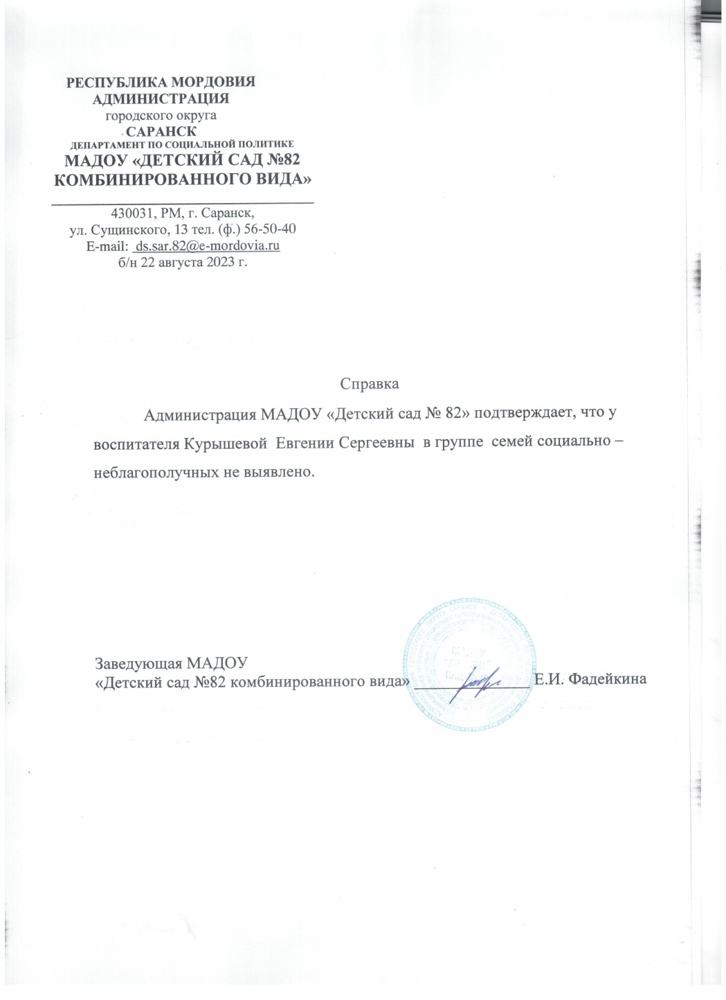 РЕСПУБЛИКА МОРДОВИЯ
АДМИНИСТРАЦИЯ
городского округа
САРАНСК
ДЕПАРТАМЕНТ ПО СОЦИАЛЬНОЙ ПОЛИТИКЕ
МАДОУ «ДЕТСКИЙ САД №82
КОМБИНИРОВАННОГО ВИДА»
430031, РМ, г. Саранск,
ул. Сущинского, 13 тел. (ф.) 56-50-40
E-mail: ds.sar.82@e-mordovia.ru
б/н 22 августа 2023 г.
Справка
Администрация МАДОУ «Детский сад № 82» подтверждает, что у
воспитателя Курышевой Евгении Сергеевны в группе семей социально –
неблагополучных не выявлено.
Заведующая МАДОУ
«Детский сад №82 комбинированного вида» ______________ Е.И. Фадейкина